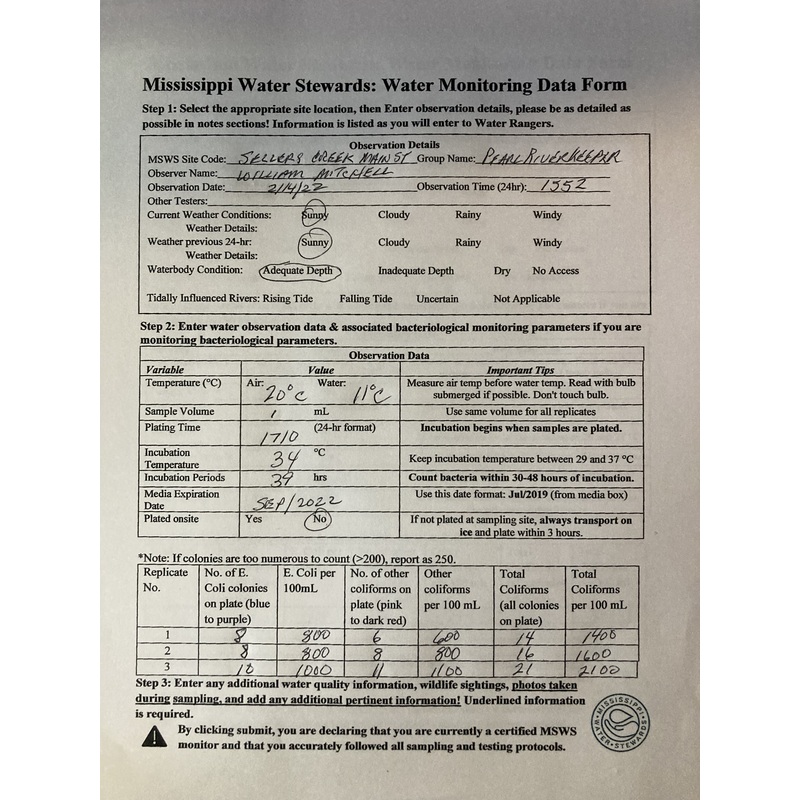 Mississippi Water Stewards: Water Monitoring Data Form
Step 1: Select the appropriate site location, then Enter observation details, please be as detailed as
possible in notes sections! Information is listed as you will enter to Water Rangers.
Observation Details
MSWS Site Code: SELLERS CREEK MAIN ST Group Name: PEARL RIVERKEEPER
Observer Name: WILLIAM MITCHELL
Observation Date: 2/14/22 Observation Time (24hr): 1552
Other Testers:
Current Weather Conditions: Sunny Cloudy Rainy Windy
Weather Details:
Weather previous 24-hr: Sunny Cloudy Rainy Windy
Weather Details:
Waterbody Condition: Adequate Depth Inadequate Depth Dry No Access
Tidally Influenced Rivers: Rising Tide Falling Tide Uncertain Not Applicable
Step 2: Enter water observation data & associated bacteriological monitoring parameters if you are
monitoring bacteriological parameters.
Observation Data
Variable Value Important Tips
Temperature (°C) Air: 20°C Water: 11°C Measure air temp before water temp. Read with bulb
submerged if possible. Don't touch bulb.
Sample Volume 1 mL Use same volume for all replicates
Plating Time 1710 (24-hr format) Incubation begins when samples are plated.
Incubation
Temperature 34 °C Keep incubation temperature between 29 and 37 °C
Incubation Periods 39 hrs Count bacteria within 30-48 hours of incubation.
Media Expiration
Date SEP/2022 Use this date format: Jul/2019 (from media box)
Plated onsite Yes No If not plated at sampling site, always transport on
ice and plate within 3 hours.
*Note: If colonies are too numerous to count (>200), report as 250.
Replicate No. of E. E. Coli per No. of other Other Total Total
No. Coli colonies 100mL coliforms on coliforms Coliforms Coliforms
on plate (blue plate (pink per 100 mL (all colonies per 100 mL
to purple) to dark red) on plate)
1 8 800 6 600 14 1400
2 8 800 8 800 16 1600
3 10 1000 11 1100 21 2100
Step 3: Enter any additional water quality information, wildlife sightings, photos taken
during sampling, and add any additional pertinent information! Underlined information
is required.
By clicking submit, you are declaring that you are currently a certified MSWS
monitor and that you accurately followed all sampling and testing protocols.
MISSISSIPPI WATER STEWARDS